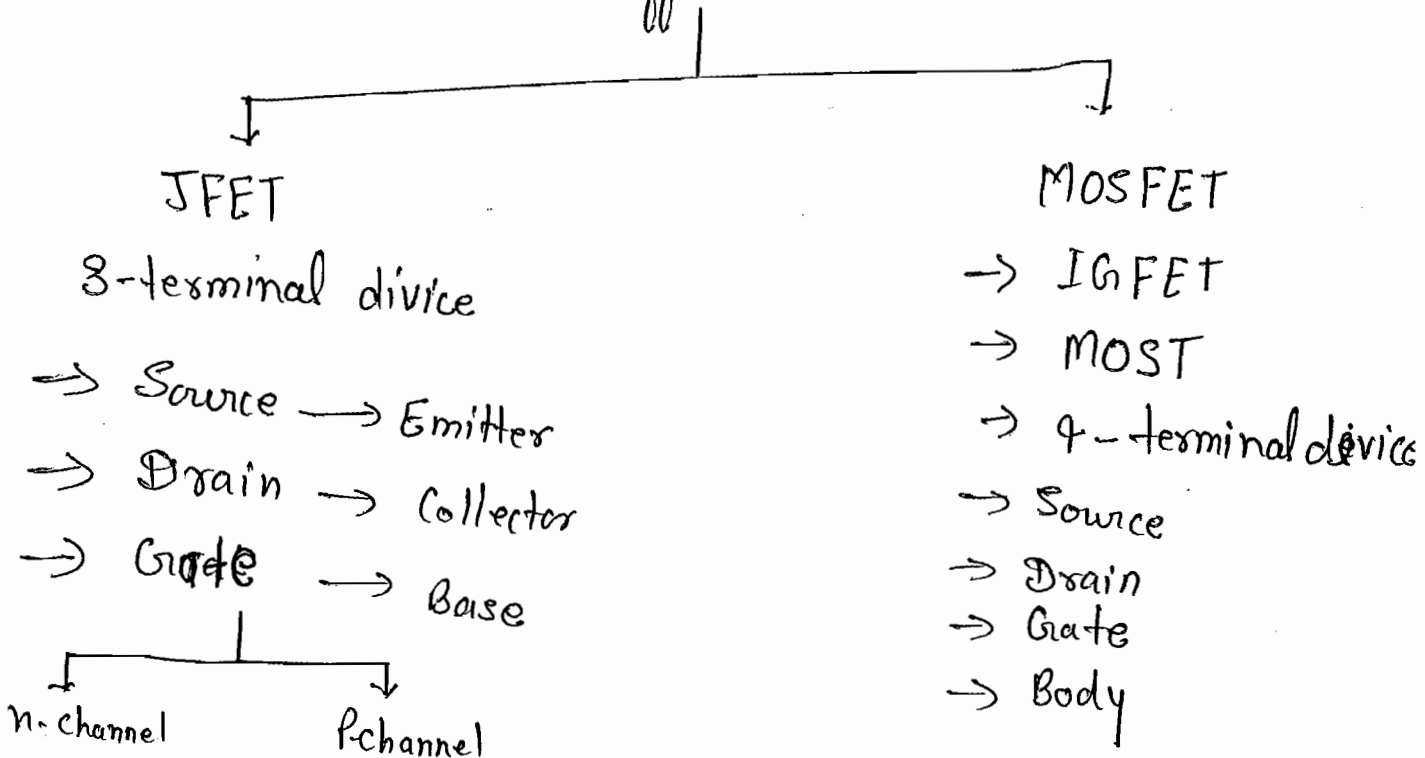 JFET
3-terminal divice
→ Source → Emitter
→ Drain → Collector
→ Gate → Base
n-channel
P-channel
MOSFET
→ IGFET
→ MOST
→ 4-terminal device
→ Source
→ Drain
→ Gate
→ Body